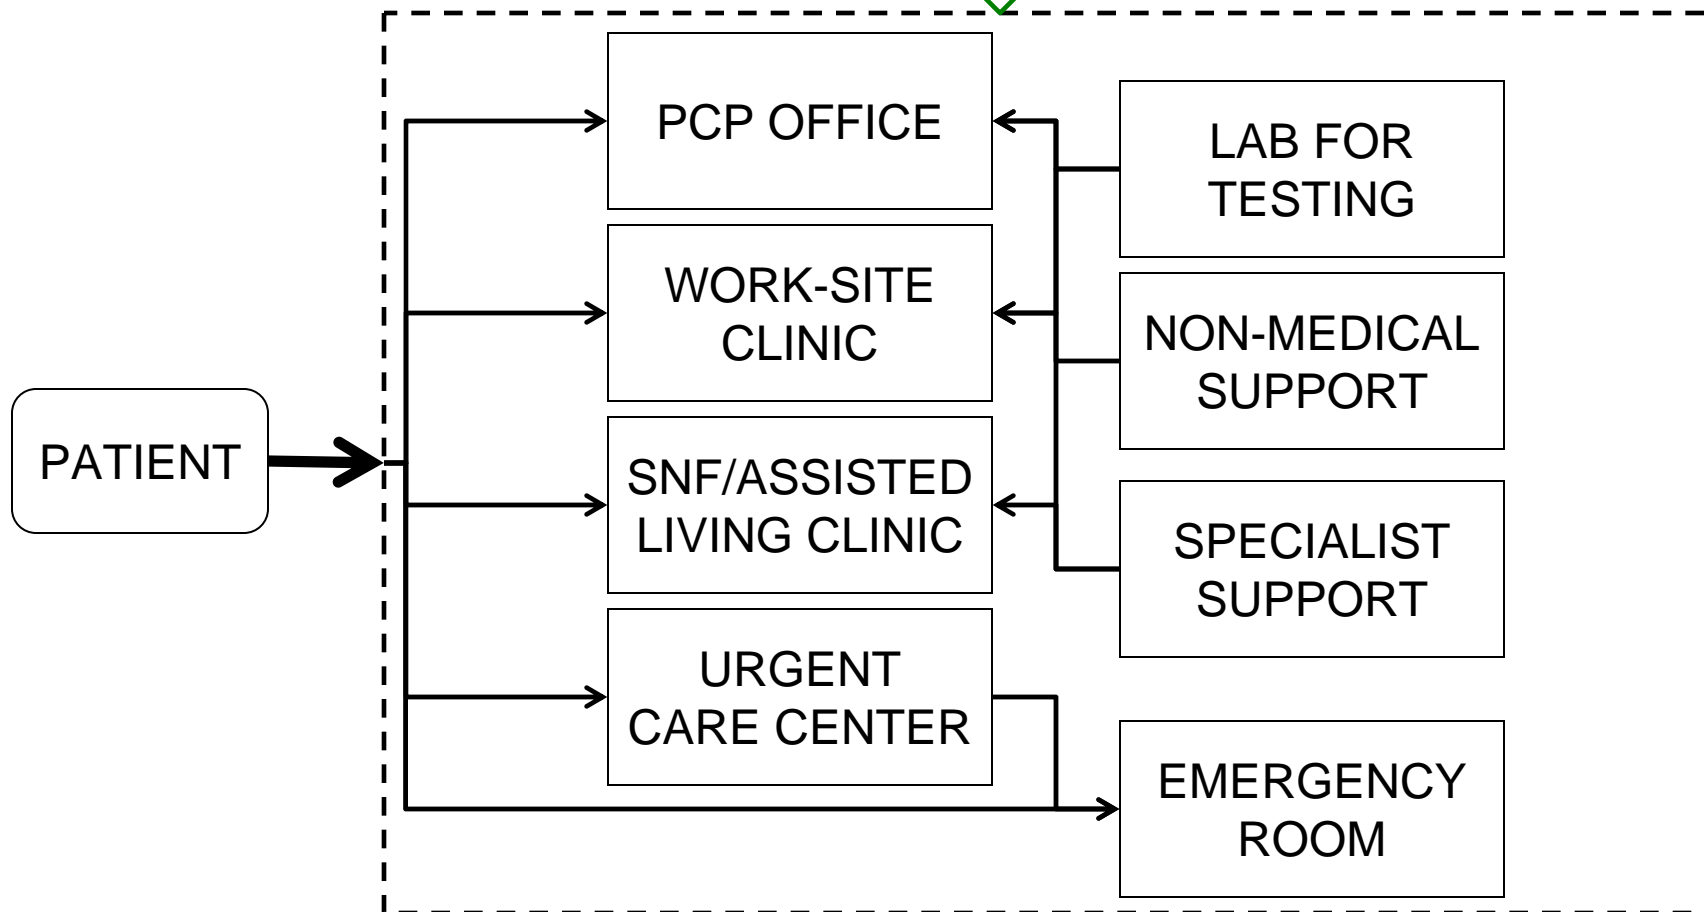 PCP OFFICE
LAB FOR
TESTING
WORK-SITE
CLINIC
NON-MEDICAL
SUPPORT
PATIENT
SNF/ASSISTED
LIVING CLINIC
SPECIALIST
SUPPORT
URGENT
CARE CENTER
EMERGENCY
ROOM